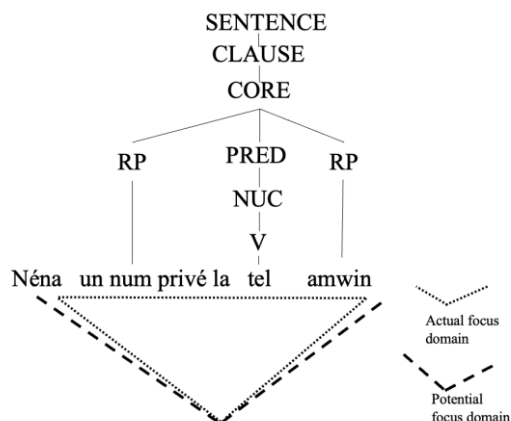 SENTENCE
CLAUSE
CORE
RP PRED RP
NUC
V
Néna un num privé la tel amwin
Actual focus
domain
Potential
focus domain